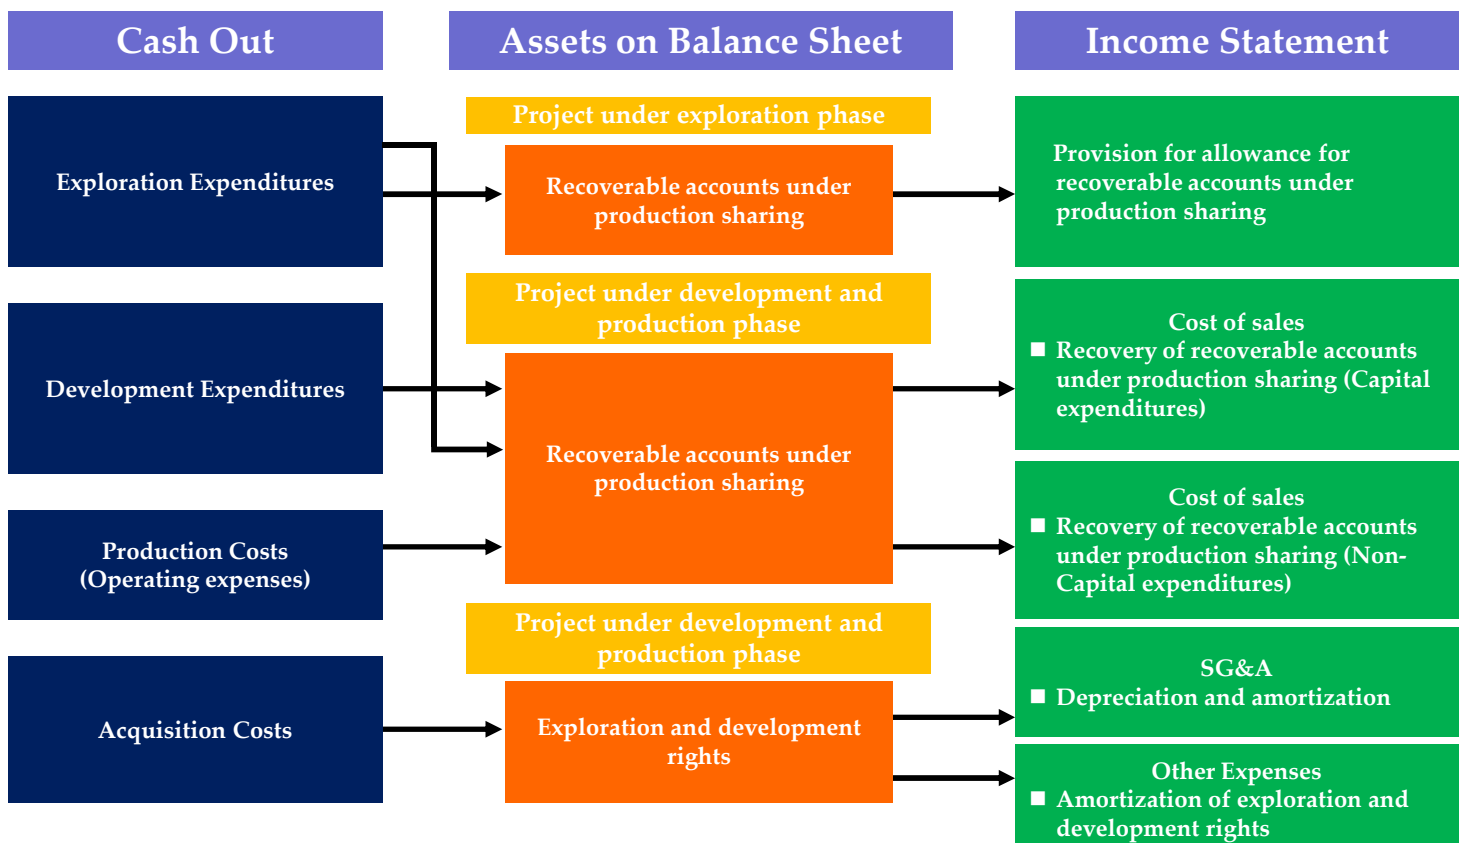 Cash Out
Assets on Balance Sheet
Income Statement
Exploration Expenditures
Project under exploration phase
Recoverable accounts under
production sharing
Provision for allowance for
recoverable accounts under
production sharing
Development Expenditures
Project under development and
production phase
Recoverable accounts under
production sharing
Cost of sales
■ Recovery of recoverable accounts
under production sharing (Capital
expenditures)
Production Costs
(Operating expenses)
Cost of sales
■ Recovery of recoverable accounts
under production sharing (Non-
Capital expenditures)
Acquisition Costs
Project under development and
production phase
Exploration and development
rights
SG&A
■ Depreciation and amortization
Other Expenses
■ Amortization of exploration and
development rights